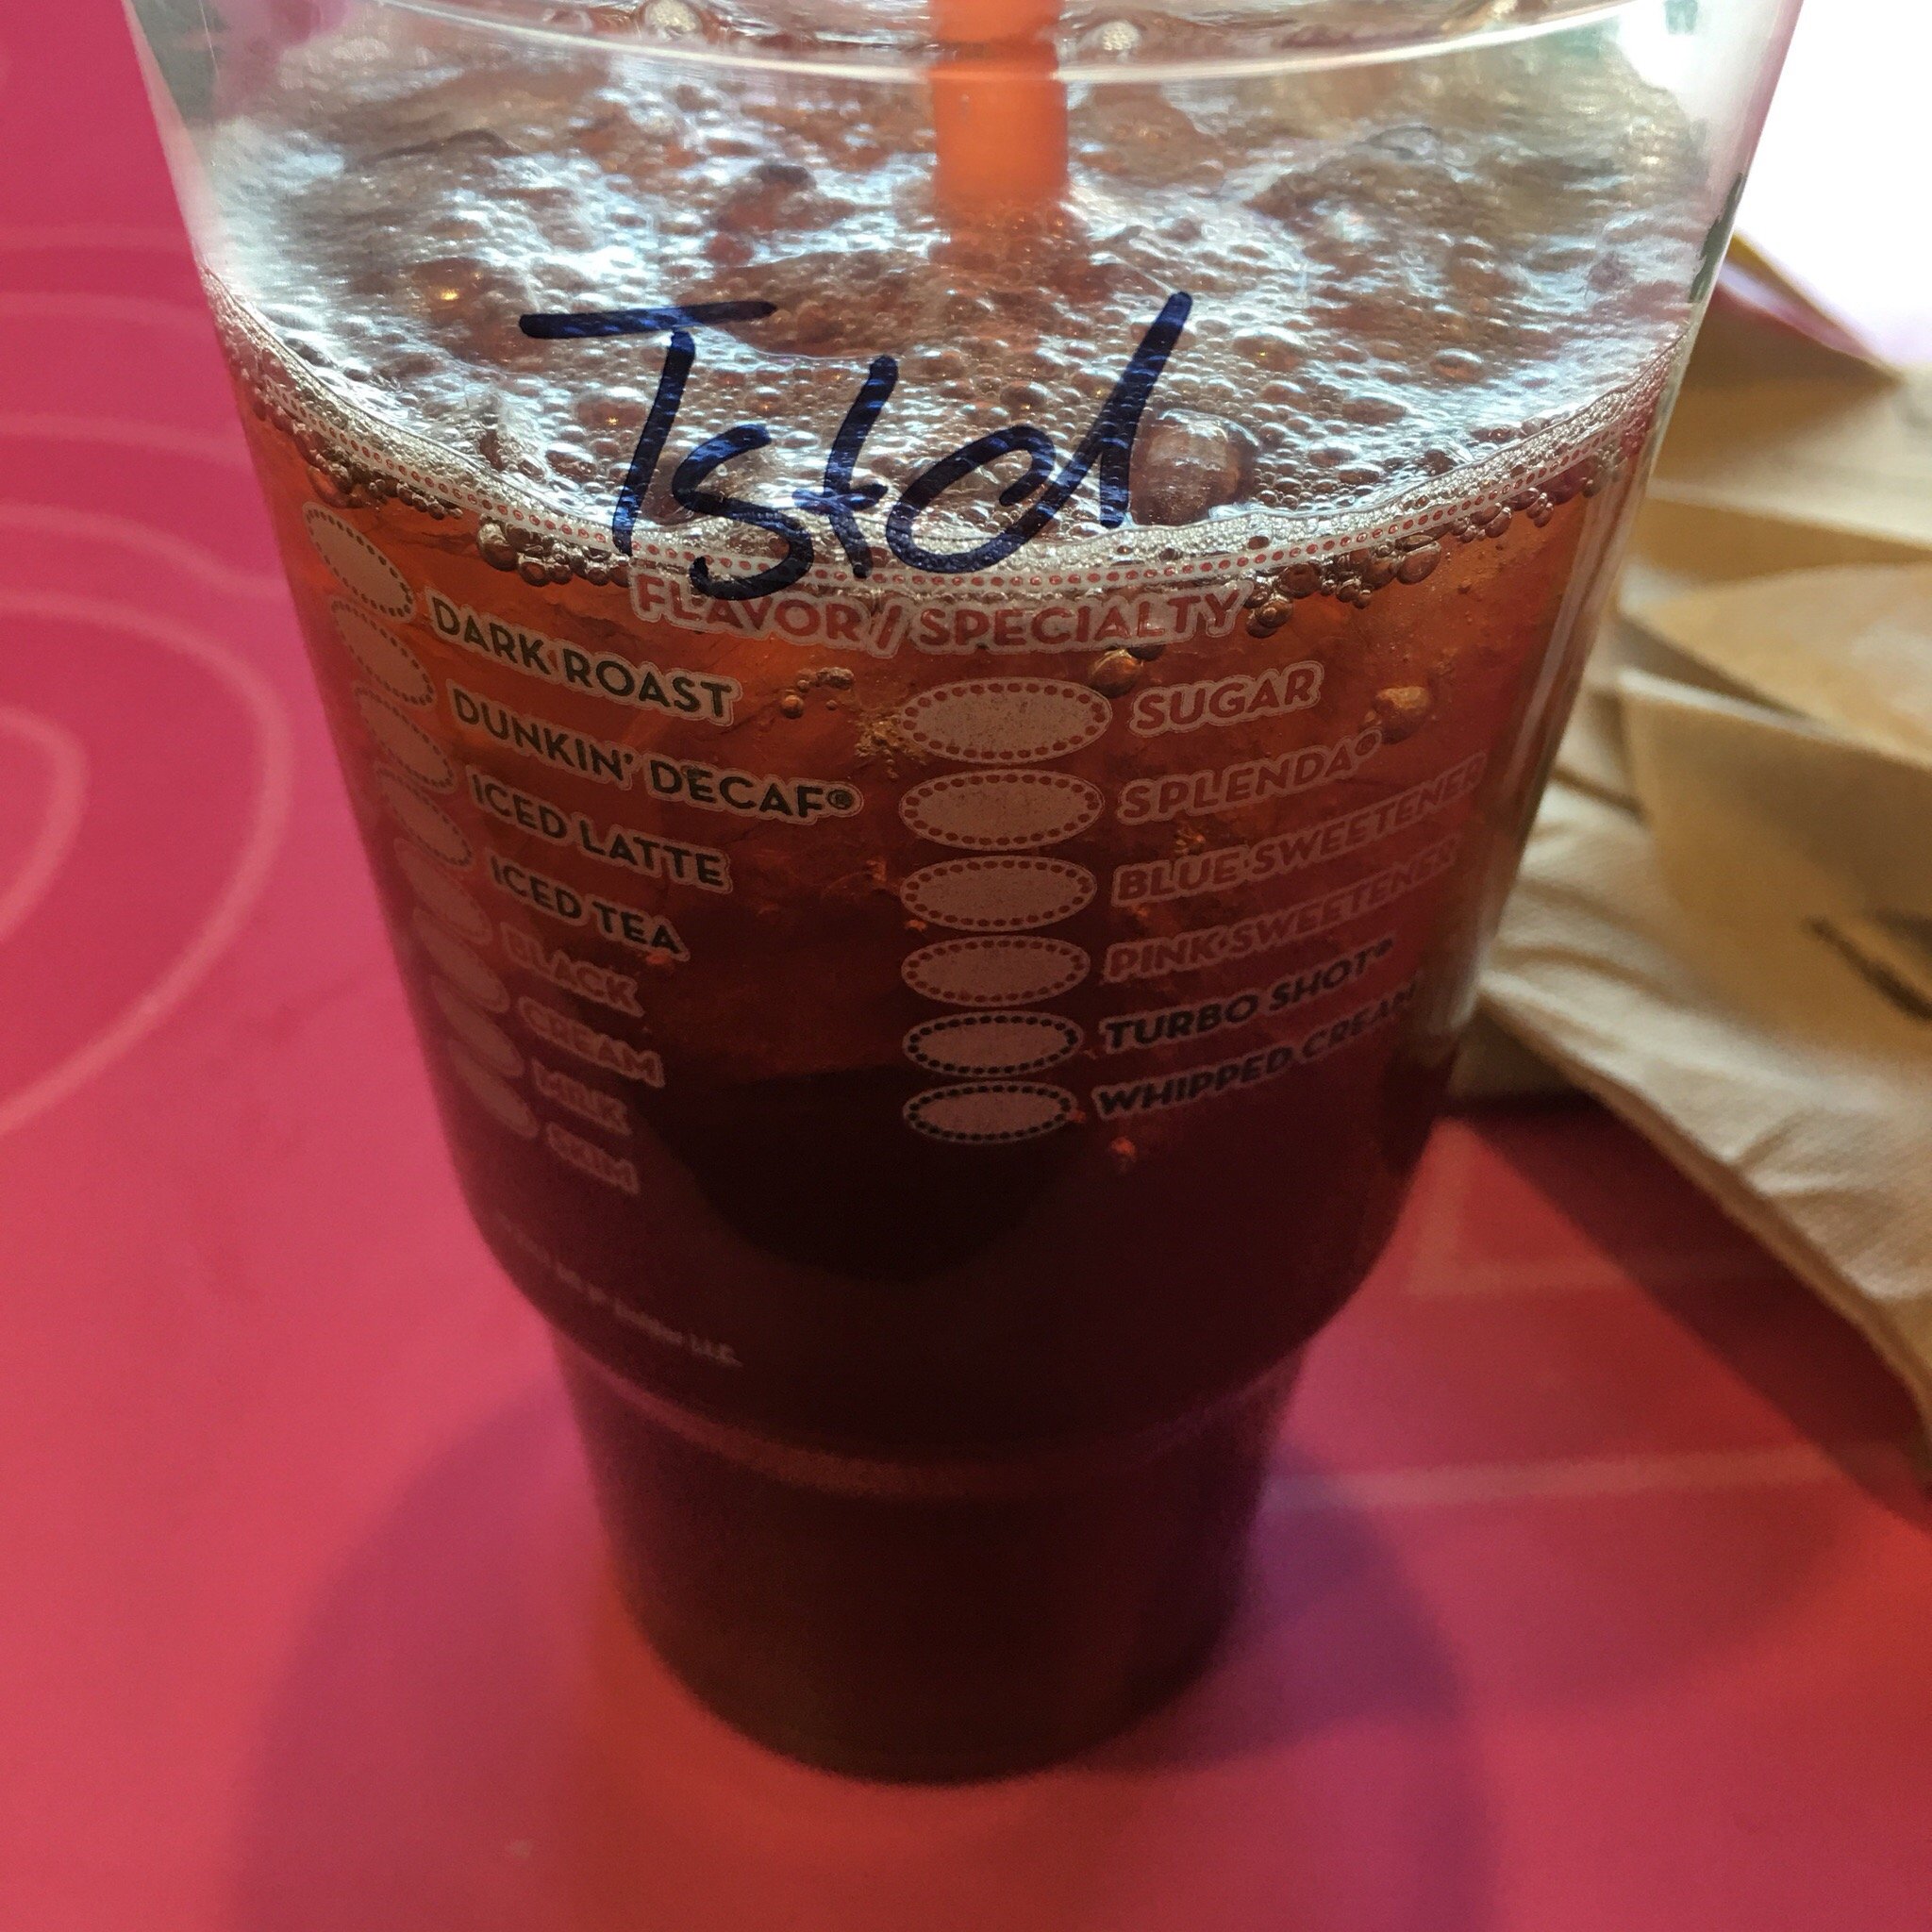 Tstd
FLAVOR / SPECIALTY
DARK ROAST
DUNKIN' DECAF®
ICED LATTE
ICED TEA
BLACK
CREAM
MILK
SKIM
SUGAR
SPLENDA®
BLUE SWEETENER
PINK SWEETENER
TURBO SHOT®
WHIPPED CREAM